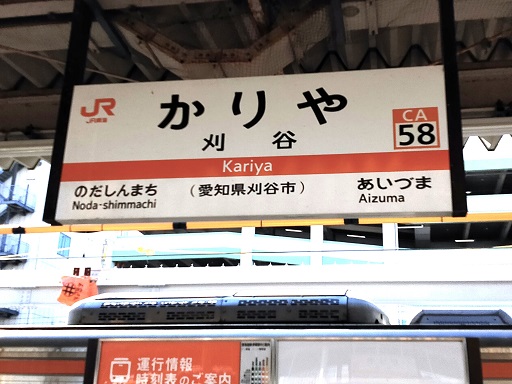 JR
JR東海
かりや
刈谷
CA
58
Kariya
のだしんまち
Noda-shimmachi
(愛知県刈谷市)
あいづま
Aizuma
運行情報
時刻表のご案内